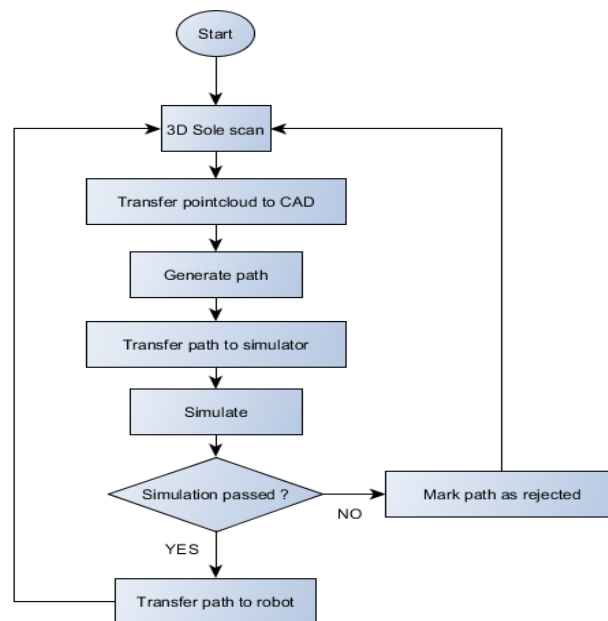 Start
3D Sole scan
Transfer pointcloud to CAD
Generate path
Transfer path to simulator
Simulate
Simulation passed ?
NO
Mark path as rejected
YES
Transfer path to robot